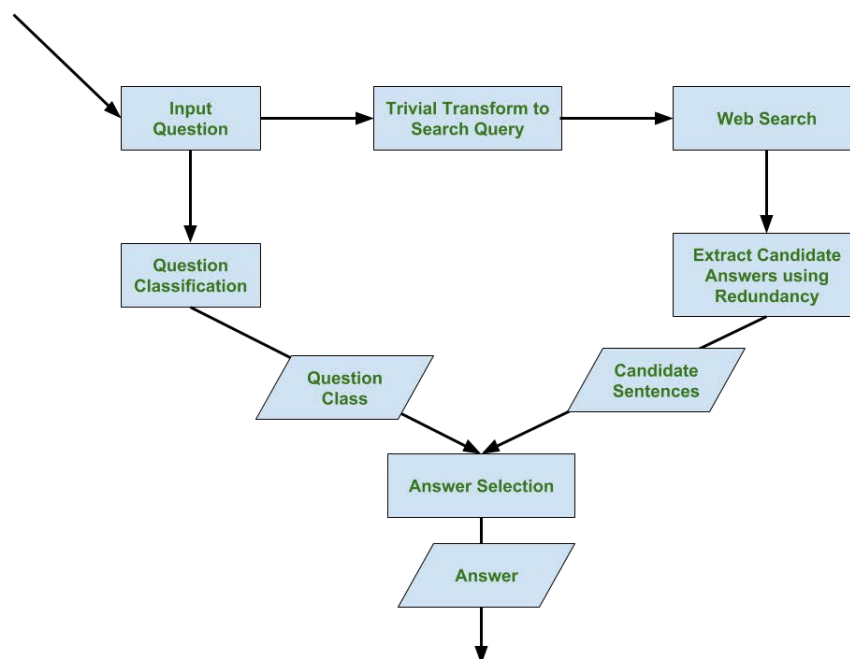 Input
Question
Trivial Transform to
Search Query
Web Search
Question
Classification
Extract Candidate
Answers using
Redundancy
Question
Class
Candidate
Sentences
Answer Selection
Answer